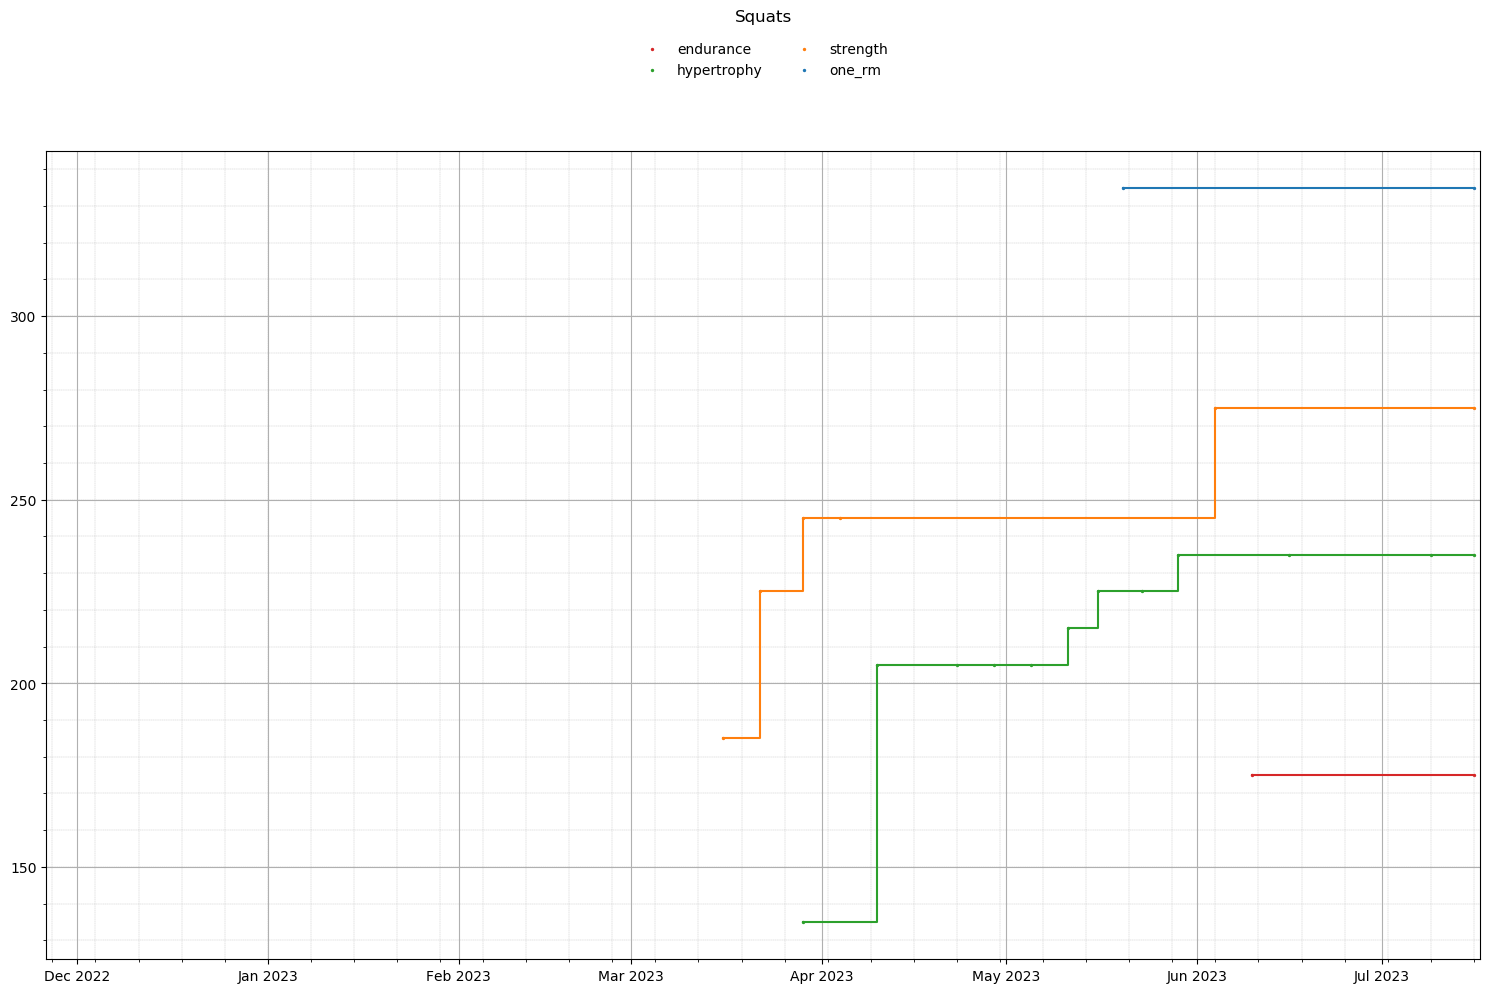 Squats
endurance strength
hypertrophy one_rm
300
250
200
150
Dec 2022 Jan 2023 Feb 2023 Mar 2023 Apr 2023 May 2023 Jun 2023 Jul 2023